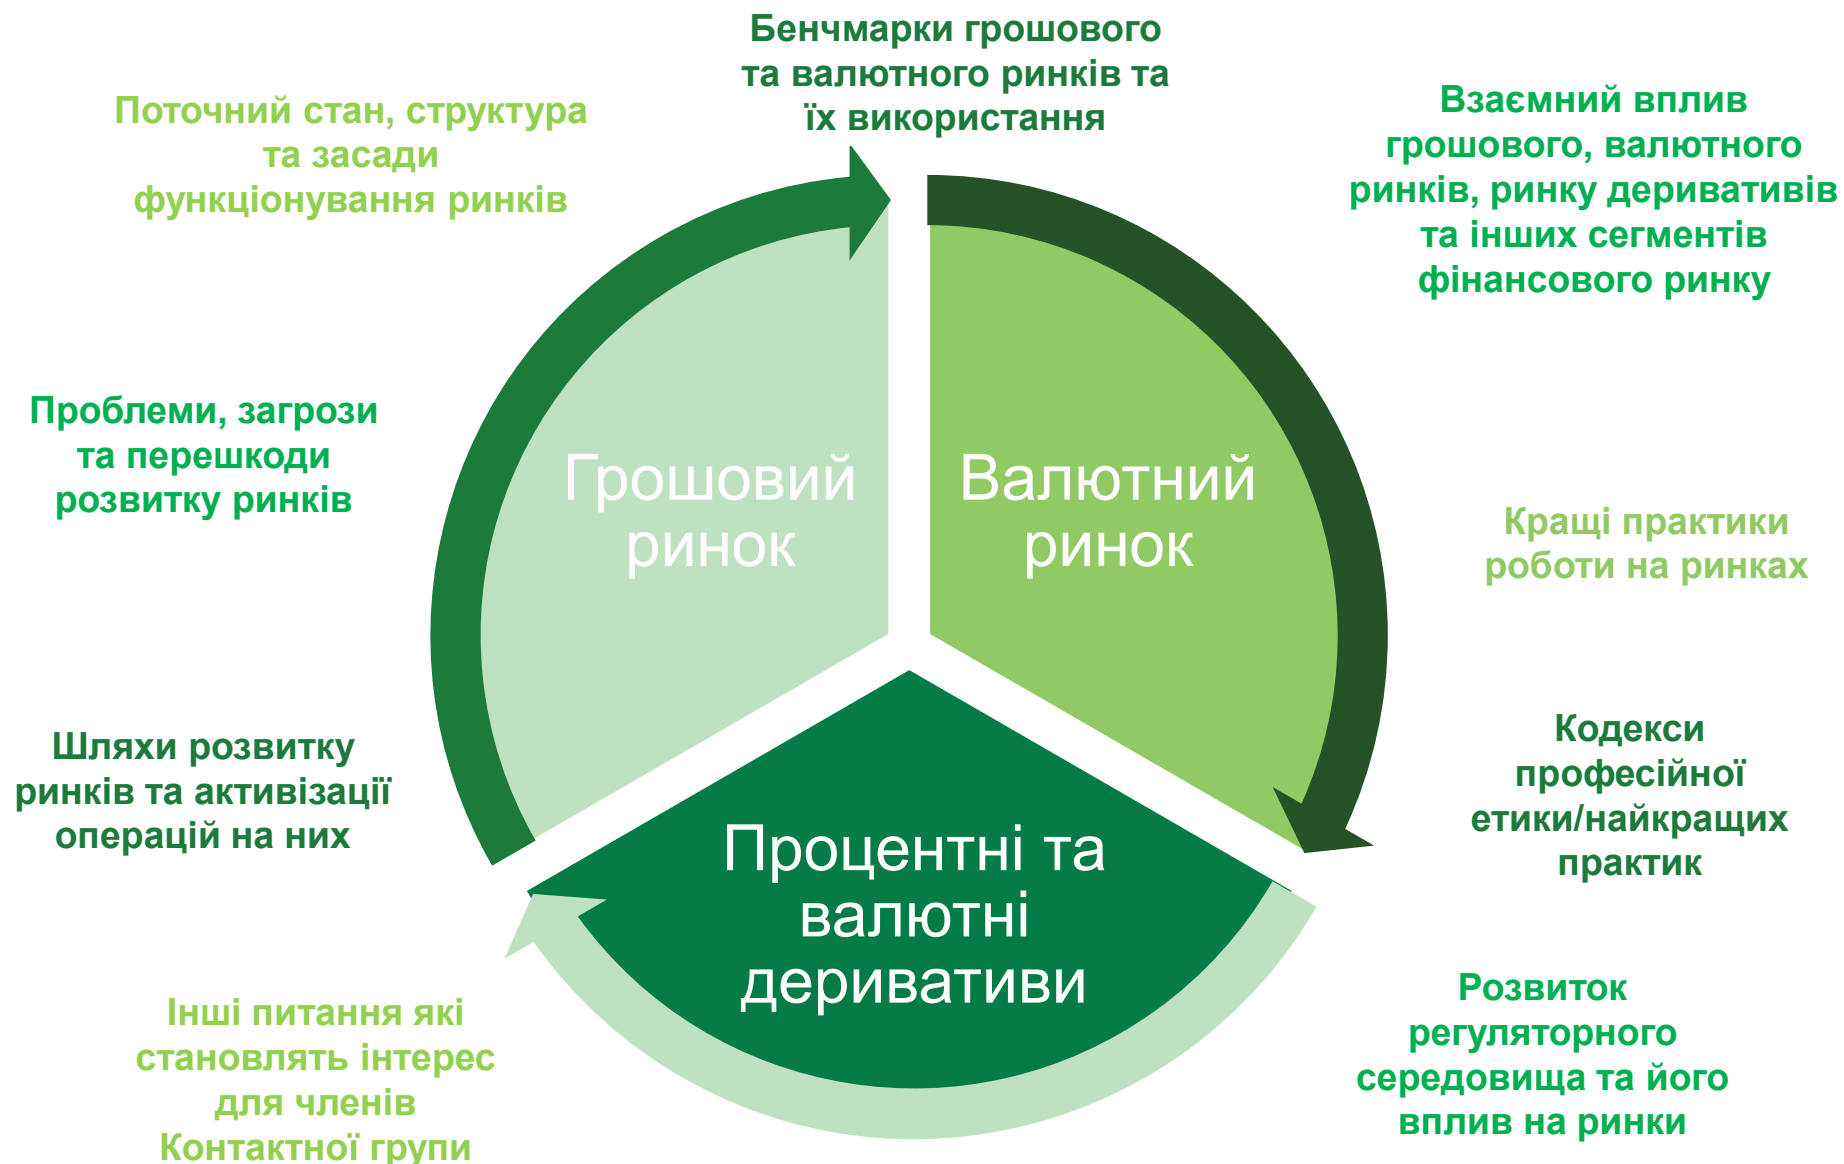 Бенчмарки грошового
та валютного ринків та
їх використання
Поточний стан, структура
та засади
функціонування ринків
Взаємний вплив
грошового, валютного
ринків, ринку деривативів
та інших сегментів
фінансового ринку
Проблеми, загрози
та перешкоди
розвитку ринків
Грошовий
ринок
Валютний
ринок
Кращі практики
роботи на ринках
Шляхи розвитку
ринків та активізації
операцій на них
Процентні та
валютні
деривативи
Кодекси
професійної
етики/найкращих
практик
Інші питання які
становлять інтерес
для членів
Контактної групи
Розвиток
регуляторного
середовища та його
вплив на ринки